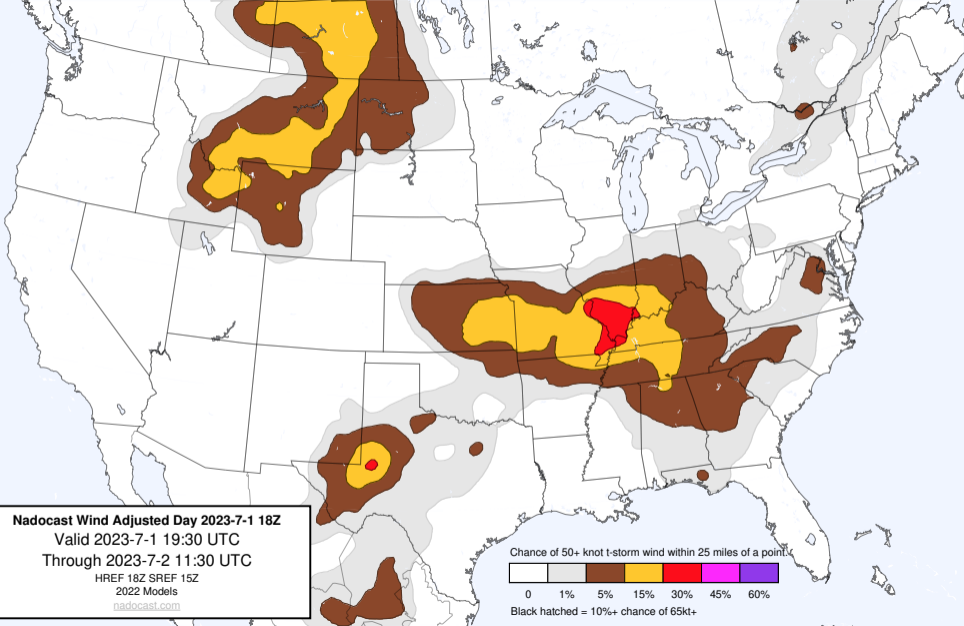 Nadocast Wind Adjusted Day 2023-7-1 18Z
Valid 2023-7-1 19:30 UTC
Through 2023-7-2 11:30 UTC
HREF 18Z SREF 15Z
2022 Models
nadocast.com
Chance of 50+ knot t-storm wind within 25 miles of a point.
0 1% 5% 15% 30% 45% 60%
Black hatched = 10%+ chance of 65kt+